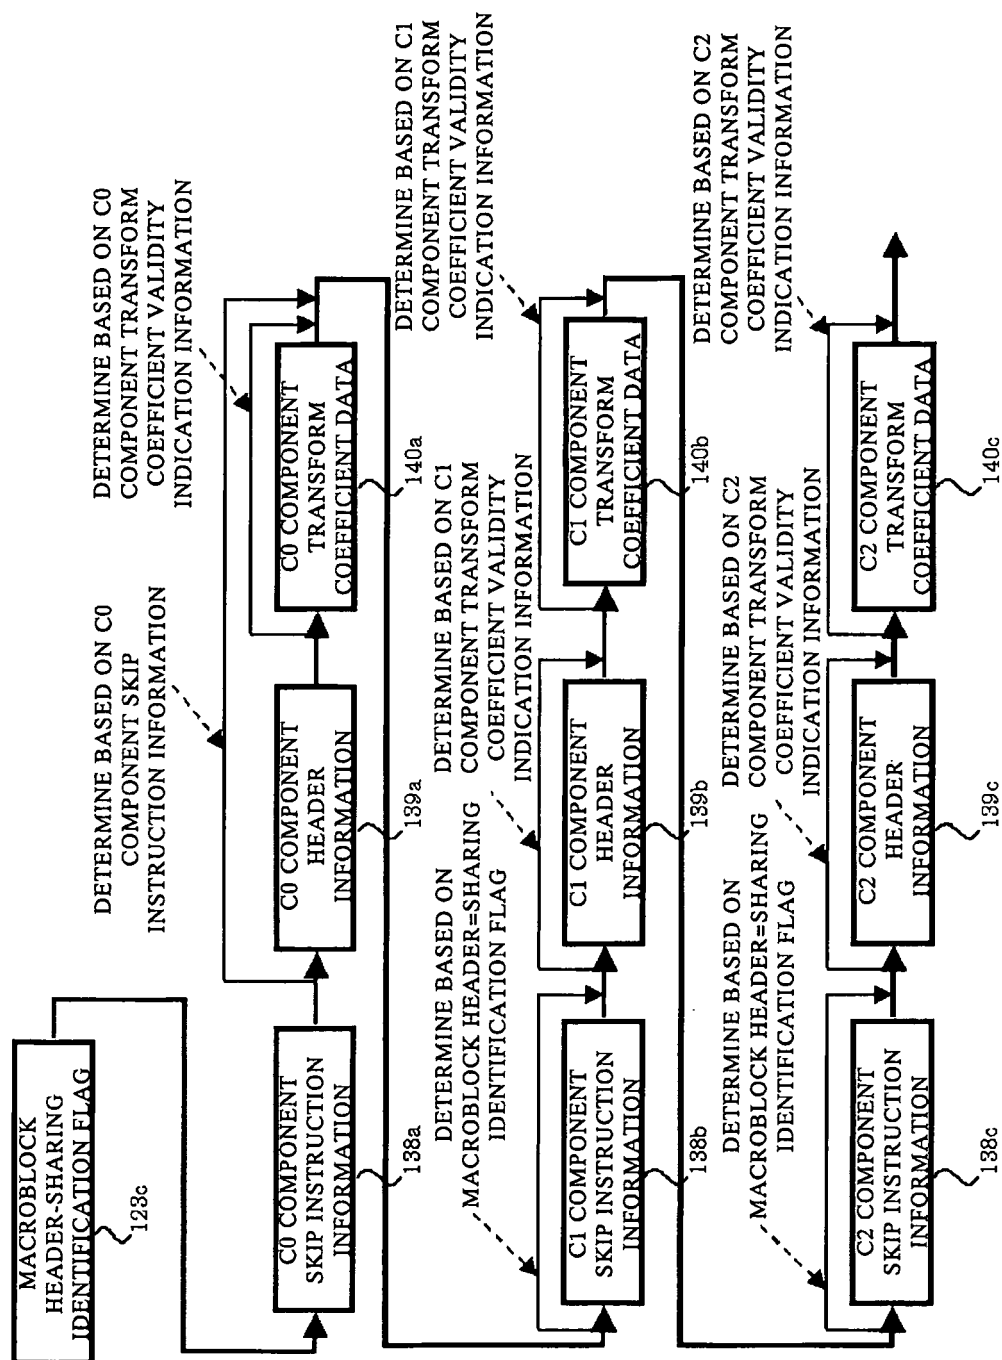 MACROBLOCK
HEADER-SHARING
IDENTIFICATION FLAG
123c
DETERMINE BASED ON C0
COMPONENT SKIP
INSTRUCTION INFORMATION
DETERMINE BASED ON C0
COMPONENT TRANSFORM
COEFFICIENT VALIDITY
INDICATION INFORMATION
C0 COMPONENT
SKIP INSTRUCTION
INFORMATION
138a
C0 COMPONENT
HEADER
INFORMATION
139a
C0 COMPONENT
TRANSFORM
COEFFICIENT DATA
140a
DETERMINE BASED ON
MACROBLOCK HEADER=SHARING
IDENTIFICATION FLAG
DETERMINE BASED ON C1
COMPONENT TRANSFORM
COEFFICIENT VALIDITY
INDICATION INFORMATION
DETERMINE BASED ON C1
COMPONENT TRANSFORM
COEFFICIENT VALIDITY
INDICATION INFORMATION
C1 COMPONENT
SKIP INSTRUCTION
INFORMATION
138b
C1 COMPONENT
HEADER
INFORMATION
139b
C1 COMPONENT
TRANSFORM
COEFFICIENT DATA
140b
DETERMINE BASED ON
MACROBLOCK HEADER=SHARING
IDENTIFICATION FLAG
DETERMINE BASED ON C2
COMPONENT TRANSFORM
COEFFICIENT VALIDITY
INDICATION INFORMATION
DETERMINE BASED ON C2
COMPONENT TRANSFORM
COEFFICIENT VALIDITY
INDICATION INFORMATION
C2 COMPONENT
SKIP INSTRUCTION
INFORMATION
138c
C2 COMPONENT
HEADER
INFORMATION
139c
C2 COMPONENT
TRANSFORM
COEFFICIENT DATA
140c